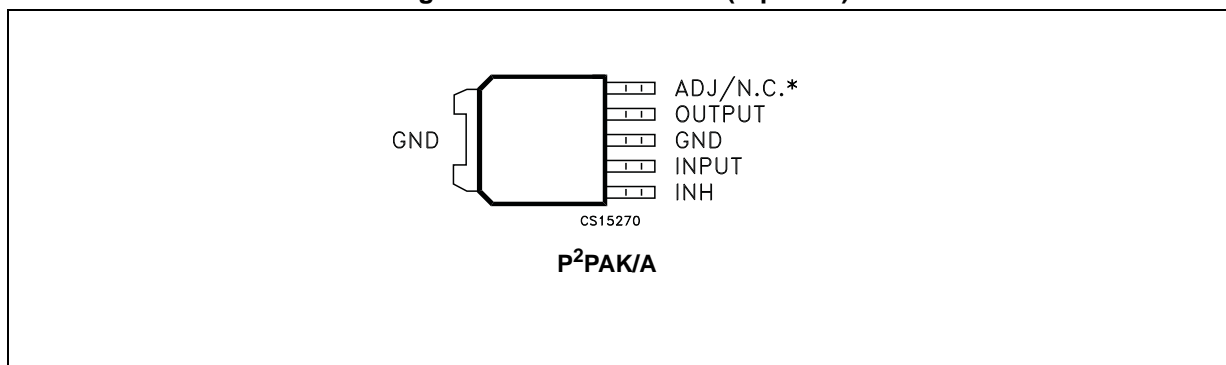 ADJ/N.C.*
OUTPUT
GND
GND
INPUT
INH
CS15270
P²PAK/A